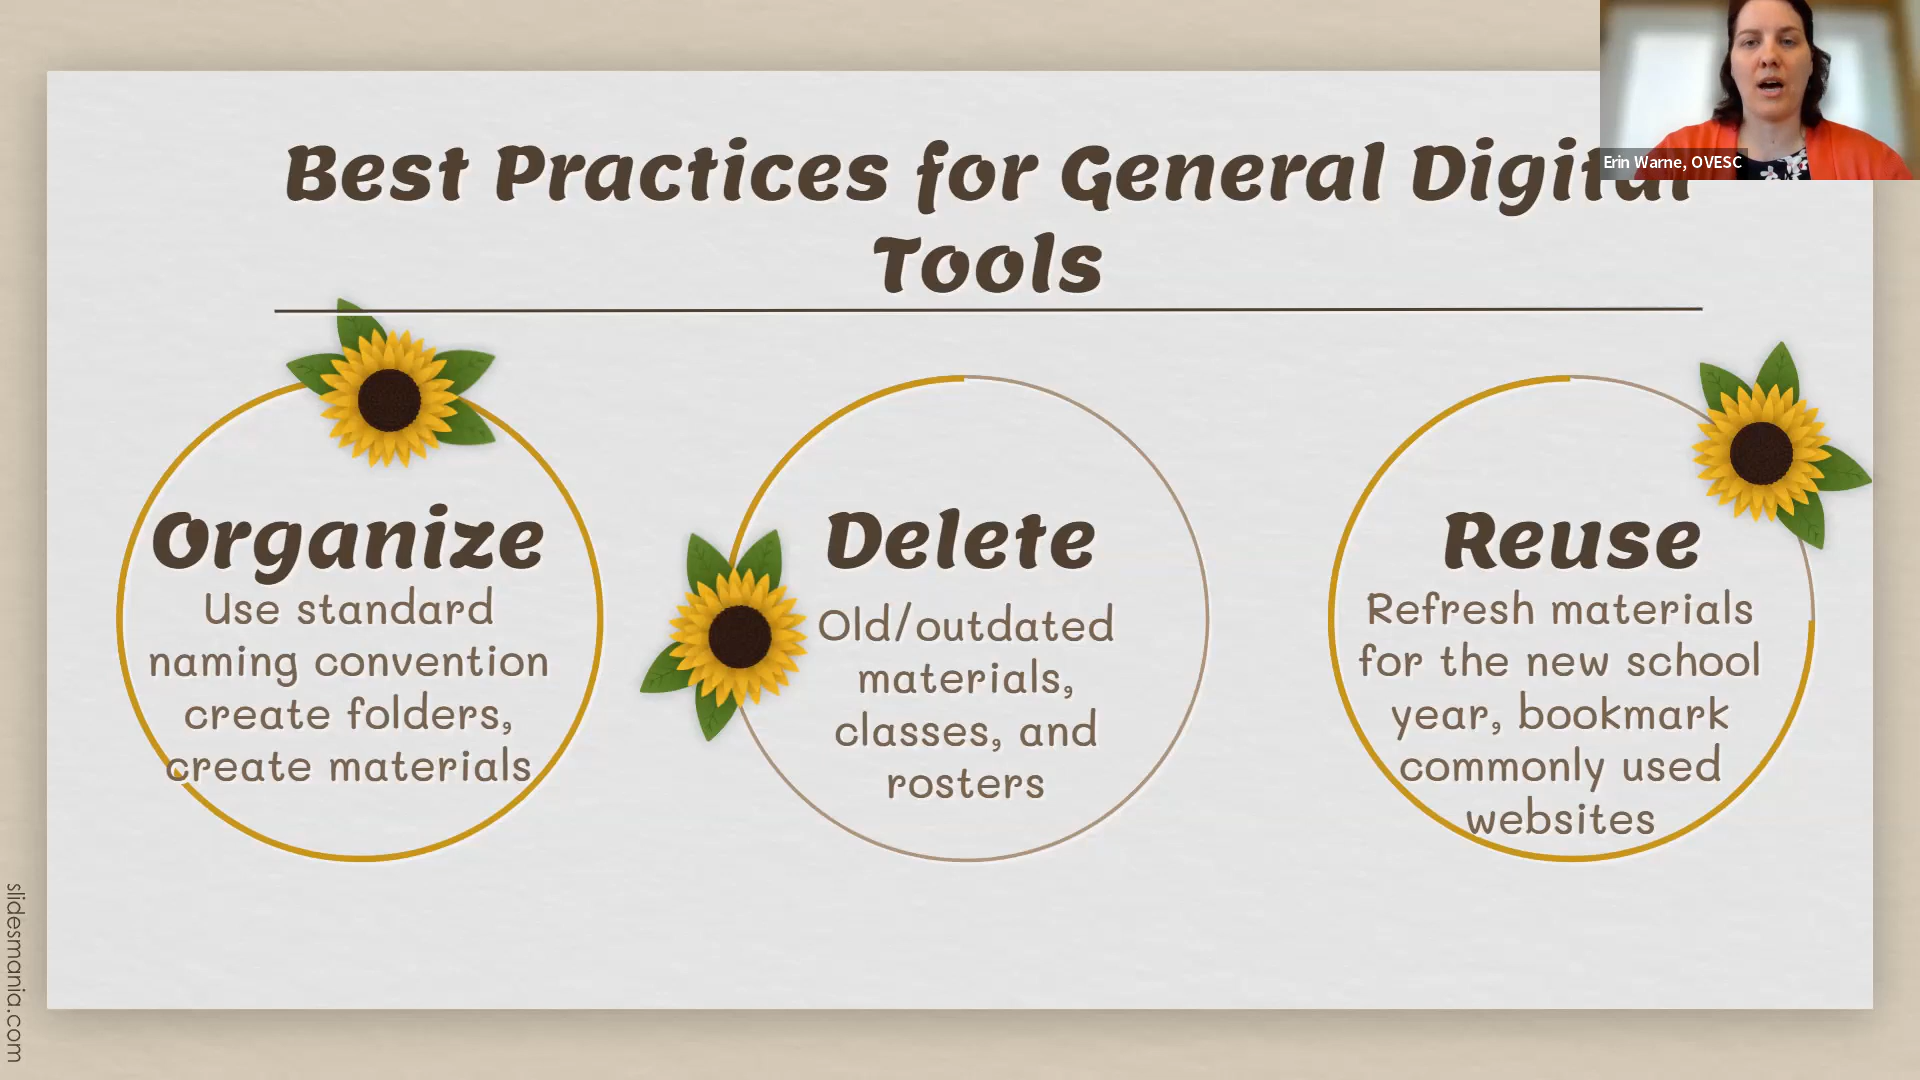 Best Practices for General Digital
Tools
Erin Warne, OVESC
Organize
Use standard
naming convention
create folders,
create materials
Delete
Old/outdated
materials,
classes, and
rosters
Reuse
Refresh materials
for the new school
year, bookmark
commonly used
websites
slidesmania.com